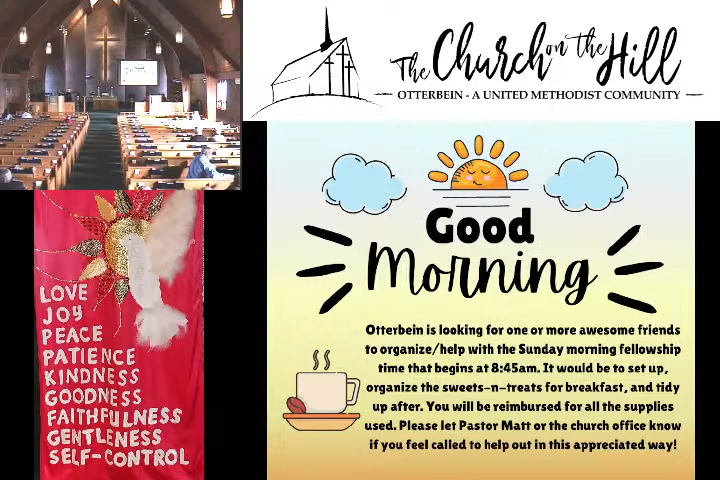 The Church on the Hill
OTTERBEIN - A UNITED METHODIST COMMUNITY
Good
Morning
LOVE
JOY
PEACE
PATIENCE
KINDNESS
GOODNESS
FAITHFULNESS
GENTLENESS
SELF-CONTROL
Otterbein is looking for one or more awesome friends
to organize/help with the Sunday morning fellowship
time that begins at 8:45am. It would be to set up,
organize the sweets-n-treats for breakfast, and tidy
up after. You will be reimbursed for all the supplies
used. Please let Pastor Matt or the church office know
if you feel called to help out in this appreciated way!